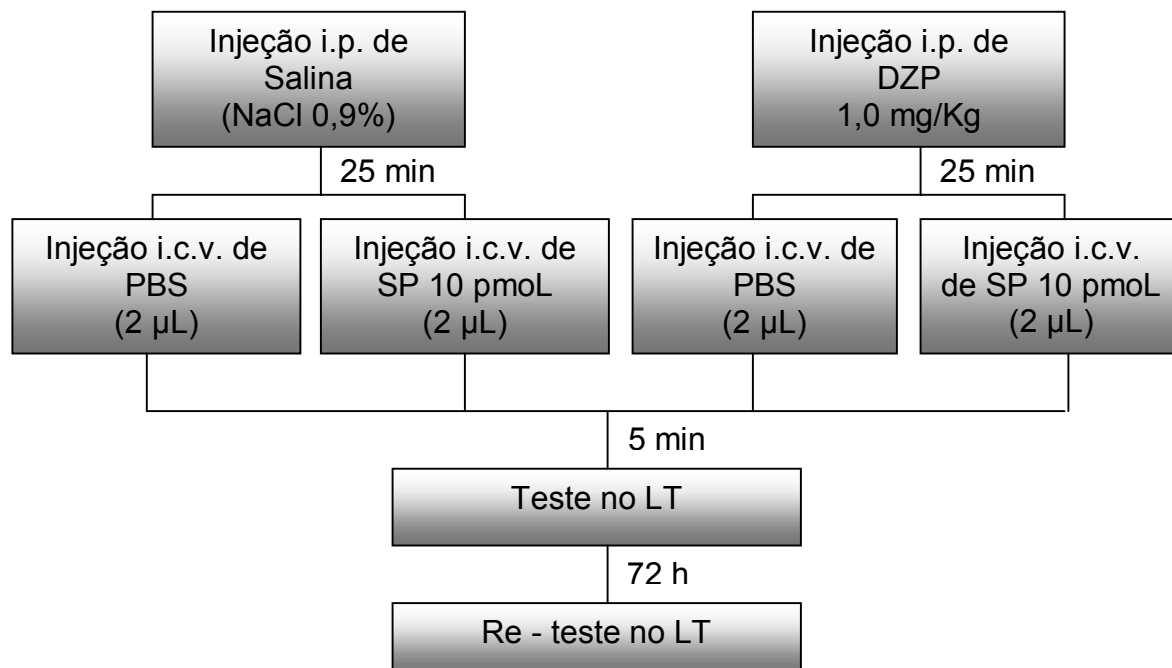 Injeção i.p. de
Salina
(NaCl 0,9%)
Injeção i.p. de
DZP
1,0 mg/Kg
25 min
25 min
Injeção i.c.v. de
PBS
(2 µL)
Injeção i.c.v. de
SP 10 pmoL
(2 µL)
Injeção i.c.v. de
PBS
(2 µL)
Injeção i.c.v.
de SP 10 pmoL
(2 µL)
5 min
Teste no LT
72 h
Re - teste no LT